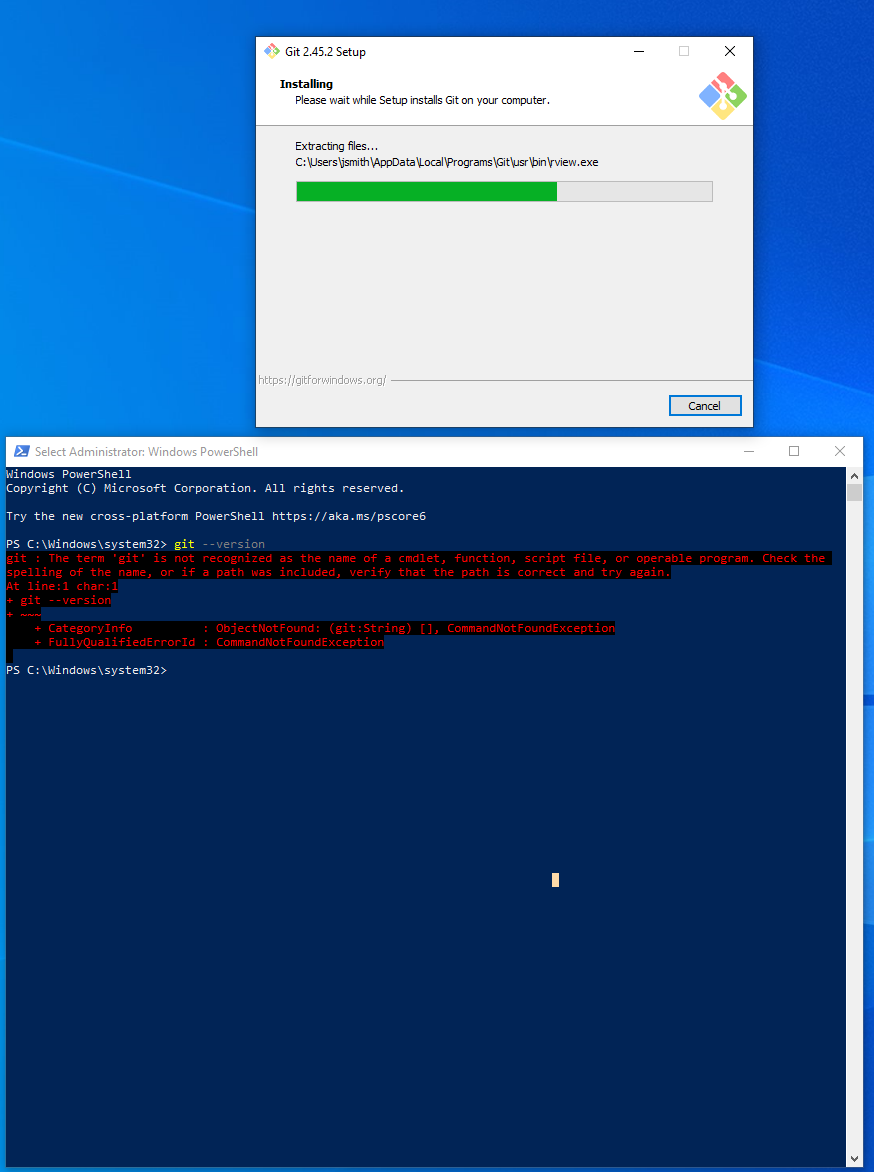 Git 2.45.2 Setup
Installing
Please wait while Setup installs Git on your computer.
Extracting files...
C:\Users\jsmith\AppData\Local\Programs\Git\usr\bin\rview.exe
https://gitforwindows.org/
Cancel
Select Administrator: Windows PowerShell
Windows PowerShell
Copyright (C) Microsoft Corporation. All rights reserved.
Try the new cross-platform PowerShell https://aka.ms/pscore6
PS C:\Windows\system32> git --version
git : The term 'git' is not recognized as the name of a cmdlet, function, script file, or operable program. Check the
spelling of the name, or if a path was included, verify that the path is correct and try again.
At line:1 char:1
+ git --version
+ ~~~
    + CategoryInfo          : ObjectNotFound: (git:String) [], CommandNotFoundException
    + FullyQualifiedErrorId : CommandNotFoundException
PS C:\Windows\system32>